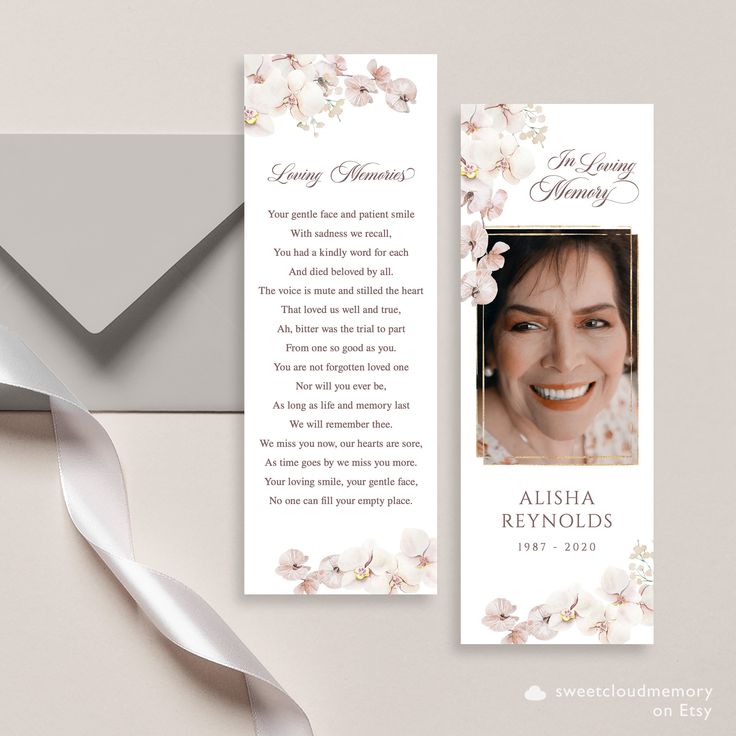 Loving Memories
Your gentle face and patient smile
With sadness we recall,
You had a kindly word for each
And died beloved by all.
The voice is mute and stilled the heart
That loved us well and true,
Ah, bitter was the trial to part
From one so good as you.
You are not forgotten loved one
Nor will you ever be,
As long as life and memory last
We will remember thee.
We miss you now, our hearts are sore,
As time goes by we miss you more.
Your loving smile, your gentle face,
No one can fill your empty place.
In Loving
Memory
ALISHA
REYNOLDS
1987 - 2020
sweetcloudmemory
on Etsy